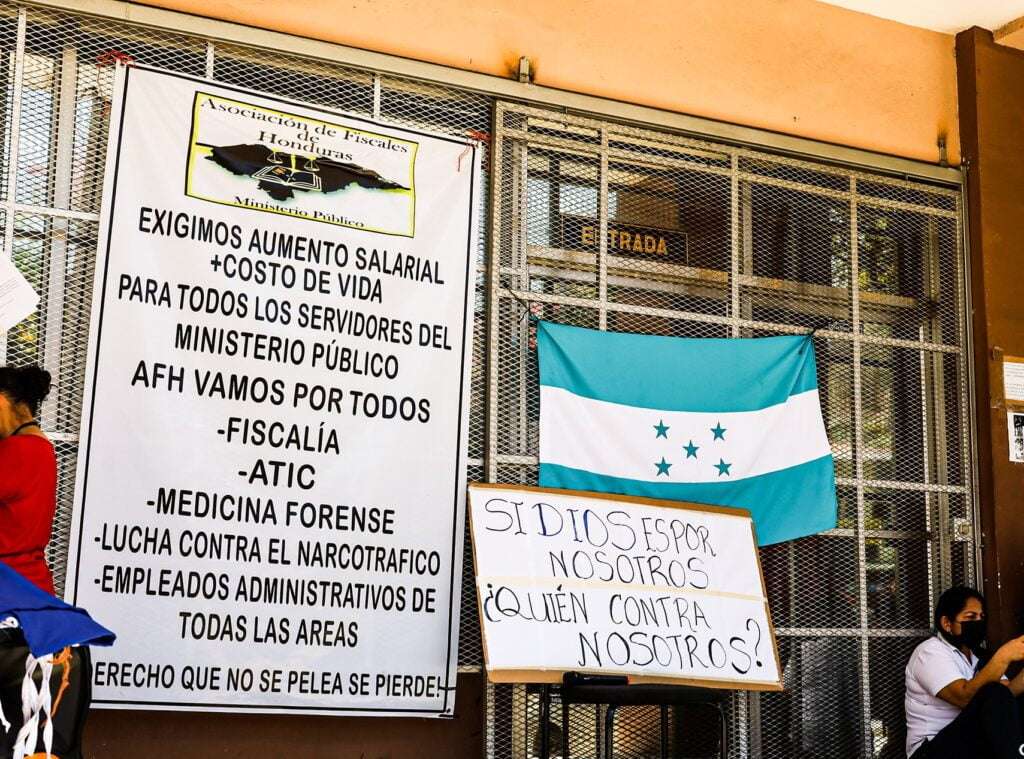 Asociación de Fiscales
de
Honduras
Ministerio Público
EXIGIMOS AUMENTO SALARIAL
+COSTO DE VIDA
PARA TODOS LOS SERVIDORES DEL
MINISTERIO PÚBLICO
AFH VAMOS POR TODOS
-FISCALÍA
-ATIC
-MEDICINA FORENSE
-LUCHA CONTRA EL NARCOTRAFICO
-EMPLEADOS ADMINISTRATIVOS DE
TODAS LAS AREAS
DERECHO QUE NO SE PELEA SE PIERDE!
ENTRADA
SI DIOS ES POR
NOSOTROS
¿QUIÉN CONTRA
NOSOTROS?